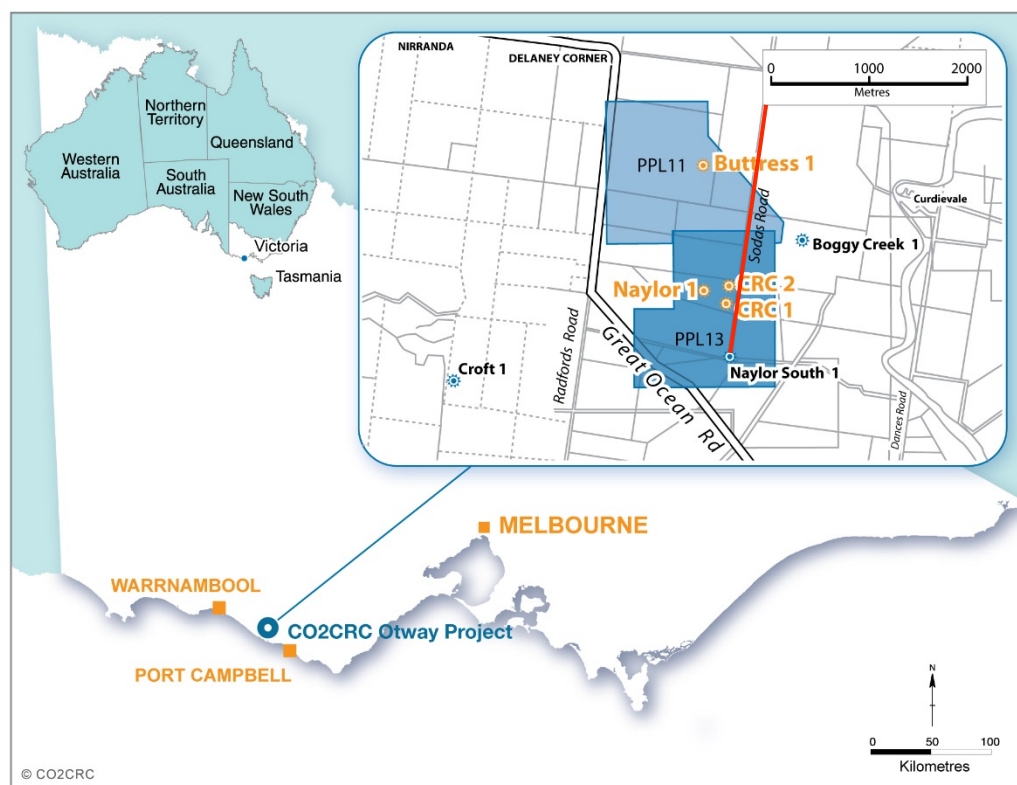 NIRRANDA
DELANEY CORNER
0 1000 2000
Metres
PPL11
Buttress 1
Sodas Road
Curdievale
Boggy Creek 1
Naylor 1
CRC 2
CRC 1
PPL13
Naylor South 1
Croft 1
Radfords Road
Great Ocean Rd
Dances Road
Northern
Territory
Queensland
Western
Australia
South
Australia
New South
Wales
Victoria
Tasmania
MELBOURNE
WARRNAMBOOL
CO2CRC Otway Project
PORT CAMPBELL
N
0 50 100
Kilometres
© CO2CRC